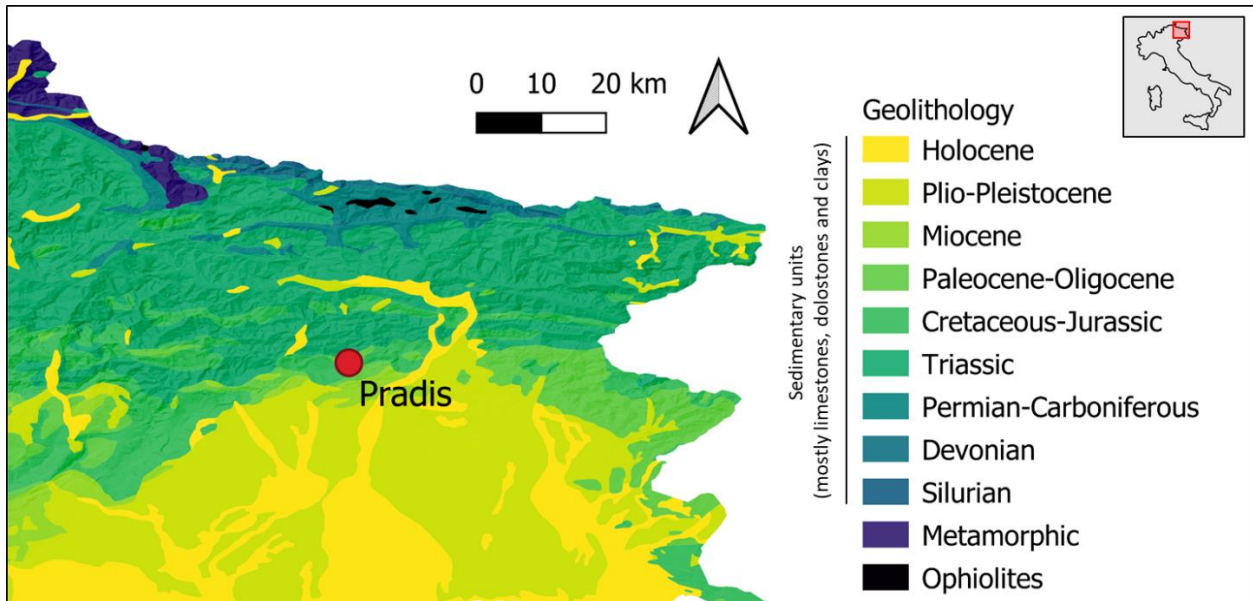 0 10 20 km
Pradis
Geolithology
Sedimentary units
(mostly limestones, dolostones and clays)
Holocene
Plio-Pleistocene
Miocene
Paleocene-Oligocene
Cretaceous-Jurassic
Triassic
Permian-Carboniferous
Devonian
Silurian
Metamorphic
Ophiolites